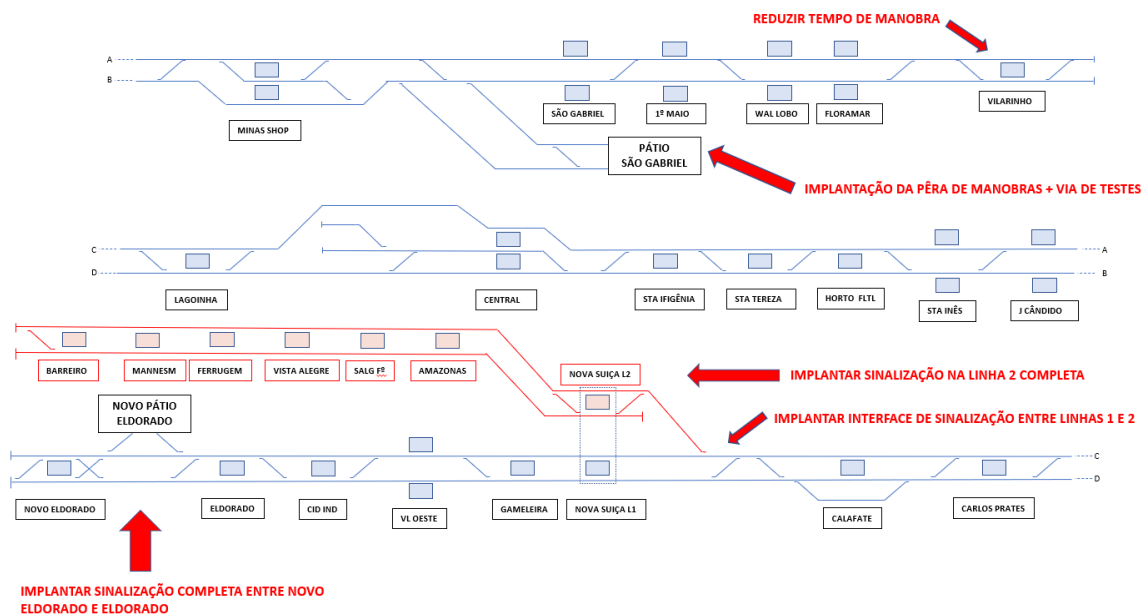 REDUZIR TEMPO DE MANOBRA
A
B
MINAS SHOP
SÃO GABRIEL
1º MAIO
WAL LOBO
FLORAMAR
VILARINHO
PÁTIO
SÃO GABRIEL
IMPLANTAÇÃO DA PÊRA DE MANOBRAS + VIA DE TESTES
C
D
A
B
LAGOINHA
CENTRAL
STA IFIGÊNIA
STA TEREZA
HORTO FLTL
STA INÊS
J CÂNDIDO
BARREIRO
MANNESM
FERRUGEM
VISTA ALEGRE
SALG Fº
AMAZONAS
NOVA SUIÇA L2
IMPLANTAR SINALIZAÇÃO NA LINHA 2 COMPLETA
IMPLANTAR INTERFACE DE SINALIZAÇÃO ENTRE LINHAS 1 E 2
NOVO PÁTIO
ELDORADO
C
D
NOVO ELDORADO
ELDORADO
CID IND
VL OESTE
GAMELEIRA
NOVA SUIÇA L1
CALAFATE
CARLOS PRATES
IMPLANTAR SINALIZAÇÃO COMPLETA ENTRE NOVO
ELDORADO E ELDORADO